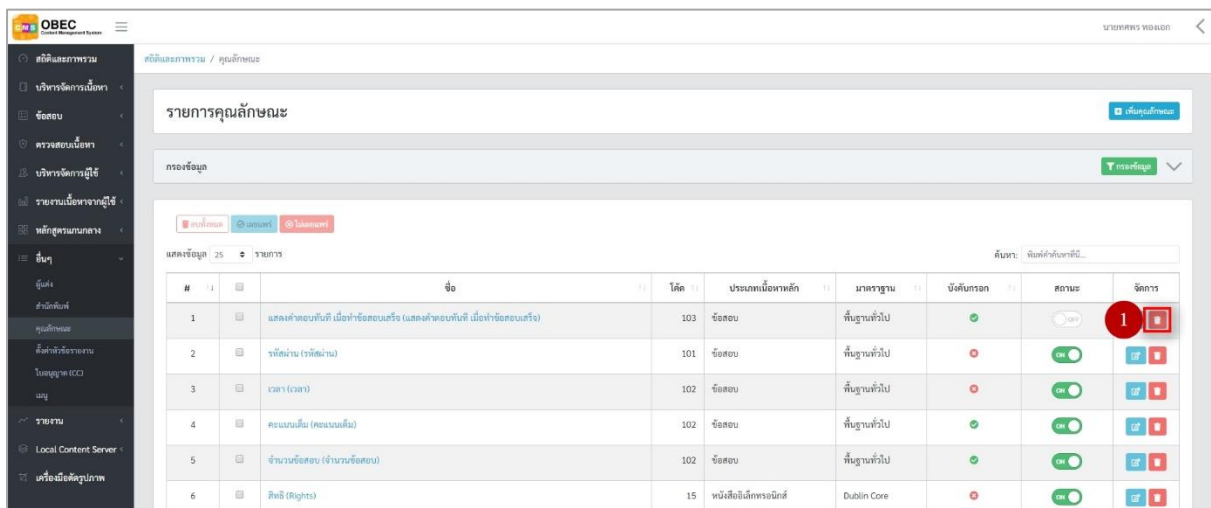 CMS OBEC
Content Management System
นายทศพร ทองเอก
สถิติและภาพรวม
บริหารจัดการเนื้อหา
ข้อสอบ
ตรวจสอบเนื้อหา
บริหารจัดการผู้ใช้
รายงานเนื้อหาจากผู้ใช้
หลักสูตรแกนกลาง
อื่นๆ
ผู้แต่ง
สำนักพิมพ์
คุณลักษณะ
ตั้งค่าหัวข้อรายงาน
ใบอนุญาต (CC)
เมนู
รายงาน
Local Content Server
เครื่องมือตัดรูปภาพ
สถิติและภาพรวม / คุณลักษณะ
รายการคุณลักษณะ
เพิ่มคุณลักษณะ
กรองข้อมูล
กรองข้อมูล
ลบทั้งหมด เผยแพร่ ไม่เผยแพร่
แสดงข้อมูล 25 รายการ
ค้นหา: พิมพ์คำค้นหาที่นี่...
# ชื่อ โค้ด ประเภทเนื้อหาหลัก มาตราฐาน บังคับกรอก สถานะ จัดการ
1 แสดงคำตอบทันที เมื่อทำข้อสอบเสร็จ (แสดงคำตอบทันที เมื่อทำข้อสอบเสร็จ) 103 ข้อสอบ พื้นฐานทั่วไป OFF 1
2 รหัสผ่าน (รหัสผ่าน) 101 ข้อสอบ พื้นฐานทั่วไป ON
3 เวลา (เวลา) 102 ข้อสอบ พื้นฐานทั่วไป ON
4 คะแนนเต็ม (คะแนนเต็ม) 102 ข้อสอบ พื้นฐานทั่วไป ON
5 จำนวนข้อสอบ (จำนวนข้อสอบ) 102 ข้อสอบ พื้นฐานทั่วไป ON
6 สิทธิ (Rights) 15 หนังสืออิเล็กทรอนิกส์ Dublin Core ON